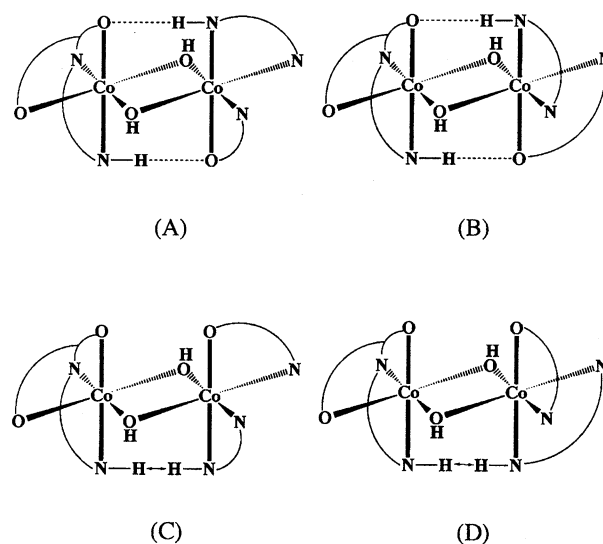 O H–N O H–N
H H
N O N N O N
Co Co Co Co
O O N O O N
H H
N–H O N–H O
(A) (B)
O O O O
H H
N O N N O N
Co Co Co Co
O O N O O N
H H
N–H H–N N–H H–N
(C) (D)